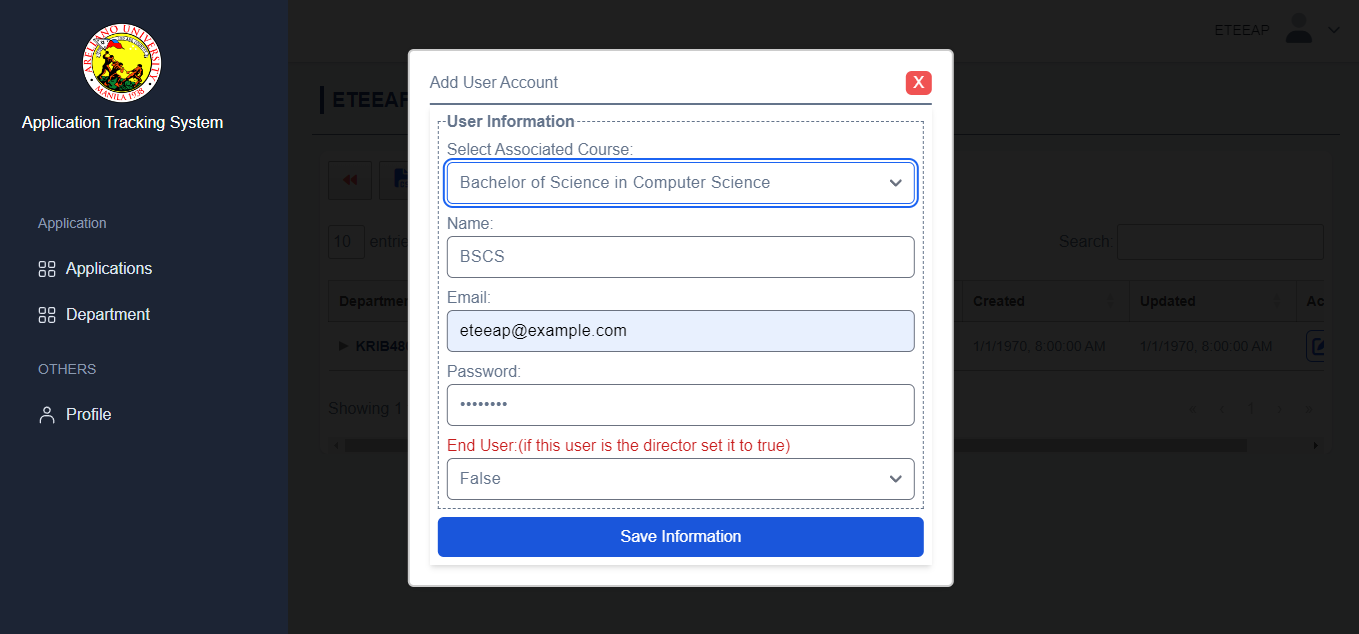 ARELLANO UNIVERSITY
MANILA 1938
Application Tracking System
Application
Applications
Department
OTHERS
Profile
ETEEAP
ETEEAP
10 entries
Search:
Department
Created
Updated
KRIB48
1/1/1970, 8:00:00 AM
1/1/1970, 8:00:00 AM
Showing 1
« ‹ 1 › »
Add User Account
X
User Information
Select Associated Course:
Bachelor of Science in Computer Science
Name:
BSCS
Email:
eteeap@example.com
Password:
••••••••
End User:(if this user is the director set it to true)
False
Save Information